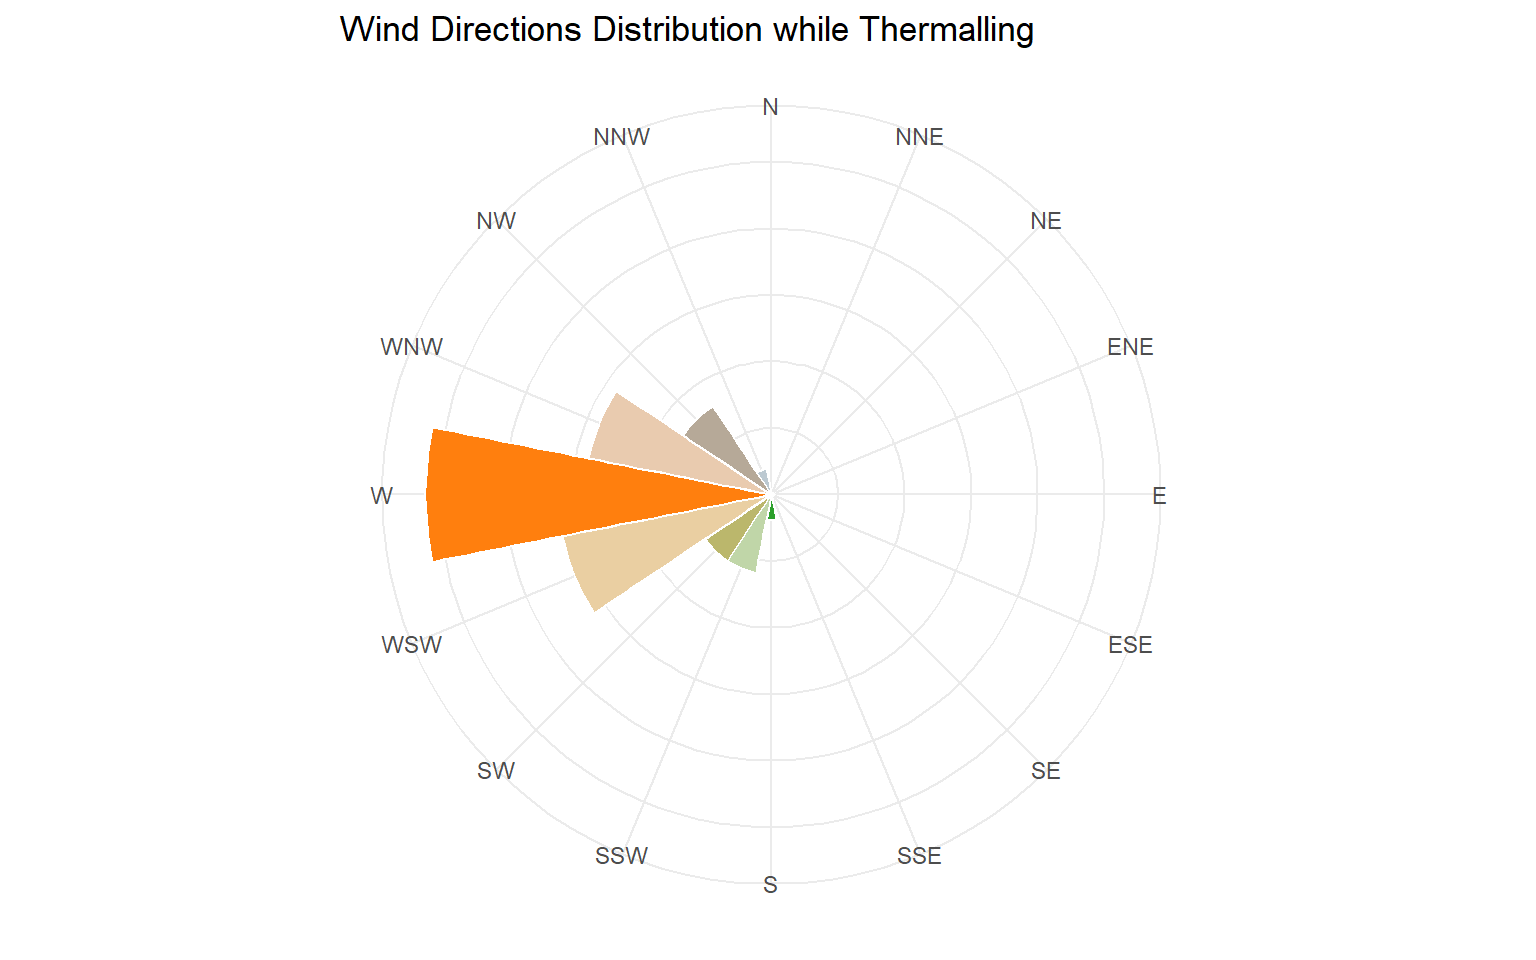 Wind Directions Distribution while Thermalling
N
NNW
NNE
NW
NE
WNW
ENE
W
E
WSW
ESE
SW
SE
SSW
SSE
S